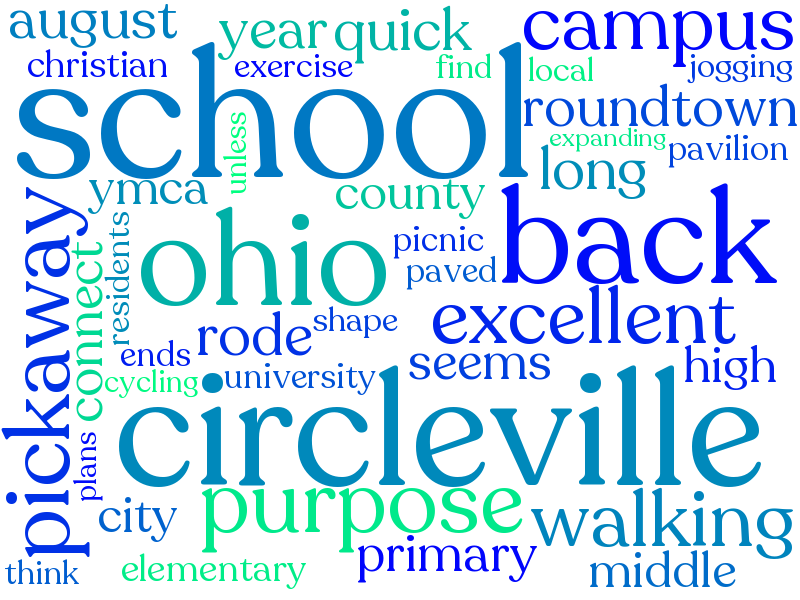 august
year
quick
campus
christian
exercise
find
local
jogging
school
roundtown
unless
expanding
pavilion
long
ymca
county
back
pickaway
connect
residents
ohio
picnic
paved
excellent
rode
shape
ends
seems
high
cycling
university
circleville
plans
city
purpose
walking
primary
think
elementary
middle